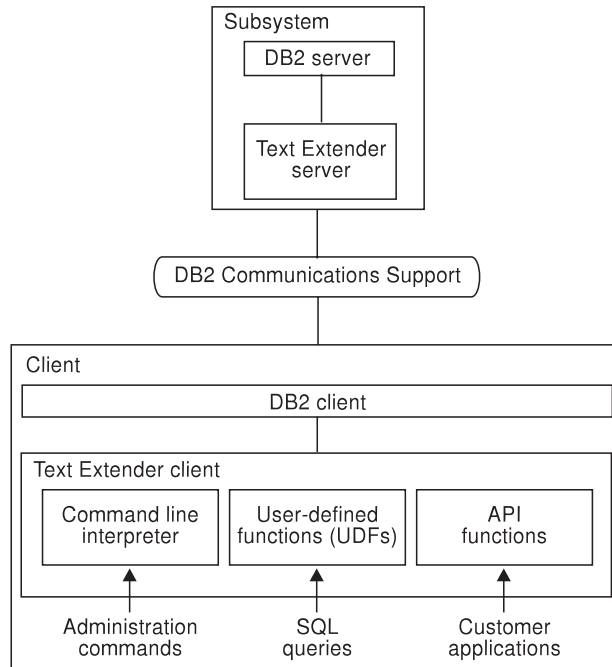 Subsystem
DB2 server
Text Extender
server
DB2 Communications Support
Client
DB2 client
Text Extender client
Command line
interpreter
User-defined
functions (UDFs)
API
functions
Administration
commands
SQL
queries
Customer
applications